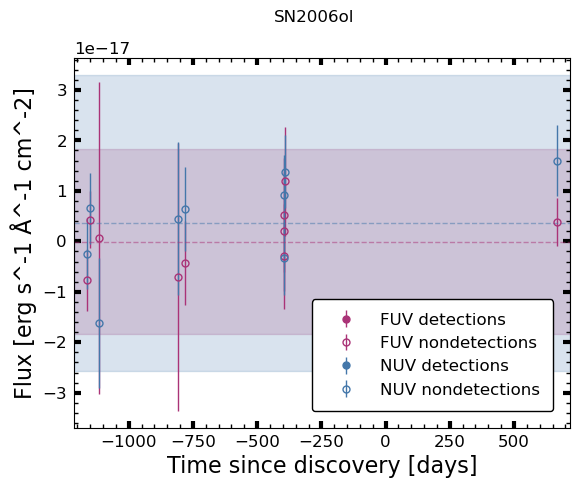 SN2006ol
1e−17
Flux [erg s^-1 Å^-1 cm^-2]
3
2
1
0
−1
−2
−3
FUV detections
FUV nondetections
NUV detections
NUV nondetections
−1000 −750 −500 −250 0 250 500
Time since discovery [days]